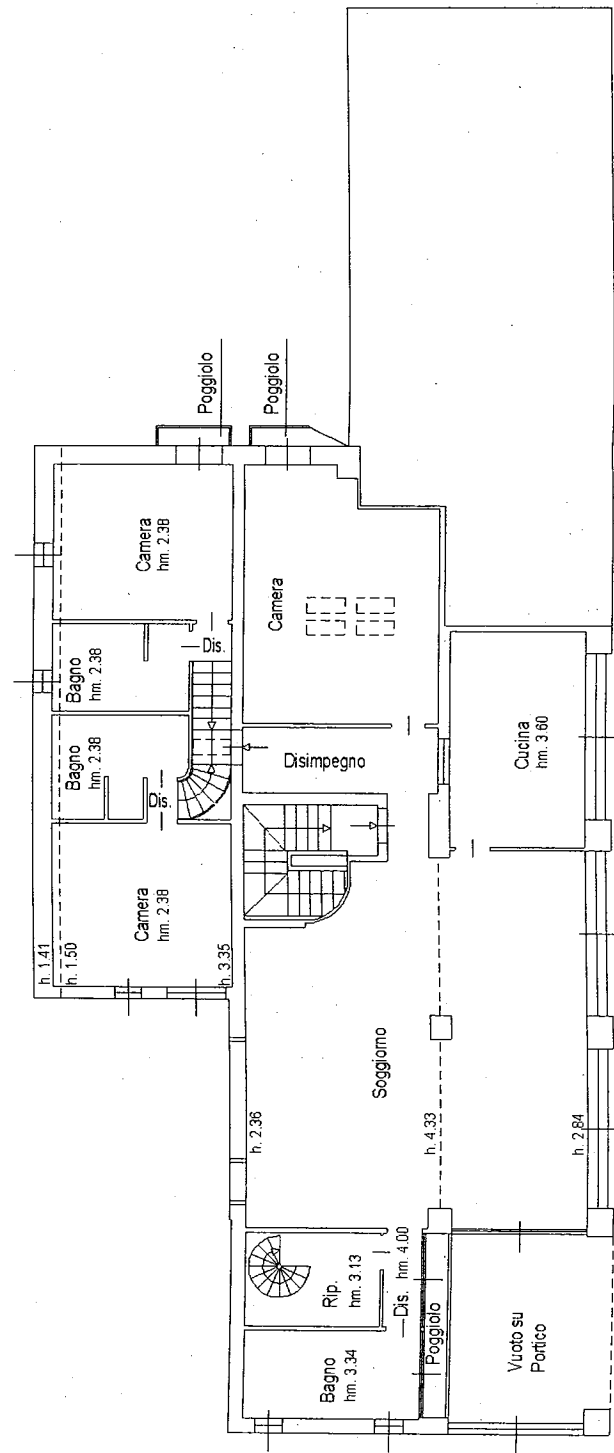 Poggiolo
Poggiolo
Camera
hm. 2.38
Dis.
Bagno
hm. 2.38
Bagno
hm. 2.38
Dis.
Camera
hm. 2.38
h. 1.41
h. 1.50
h. 3.35
Camera
Disimpegno
Cucina
hm. 3.60
Soggiorno
h. 2.36
h. 4.33
h. 2.84
Rip.
hm. 3.13
Dis.
hm. 4.00
Bagno
hm. 3.34
Poggiolo
Vuoto su
Portico